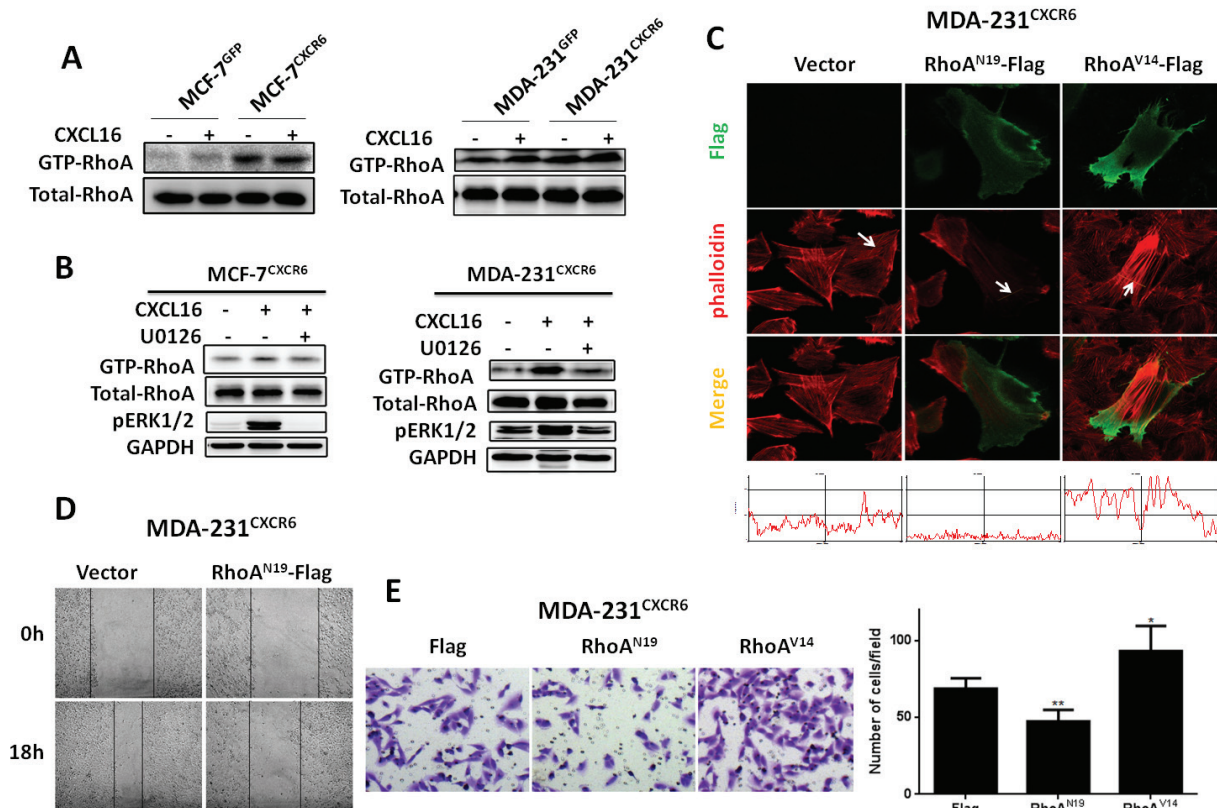 A
MCF-7GFP
MCF-7CXCR6
CXCL16 - + - +
GTP-RhoA
Total-RhoA
MDA-231GFP
MDA-231CXCR6
CXCL16 - + - +
GTP-RhoA
Total-RhoA
B
MCF-7CXCR6
CXCL16 - + +
U0126 - - +
GTP-RhoA
Total-RhoA
pERK1/2
GAPDH
MDA-231CXCR6
CXCL16 - + +
U0126 - - +
GTP-RhoA
Total-RhoA
pERK1/2
GAPDH
C
MDA-231CXCR6
Vector RhoAN19-Flag RhoAV14-Flag
Flag
phalloidin
Merge
D
MDA-231CXCR6
Vector RhoAN19-Flag
0h
18h
E
MDA-231CXCR6
Flag RhoAN19 RhoAV14
Number of cells/field
100
50
0
**
*
Flag RhoAN19 RhoAV14